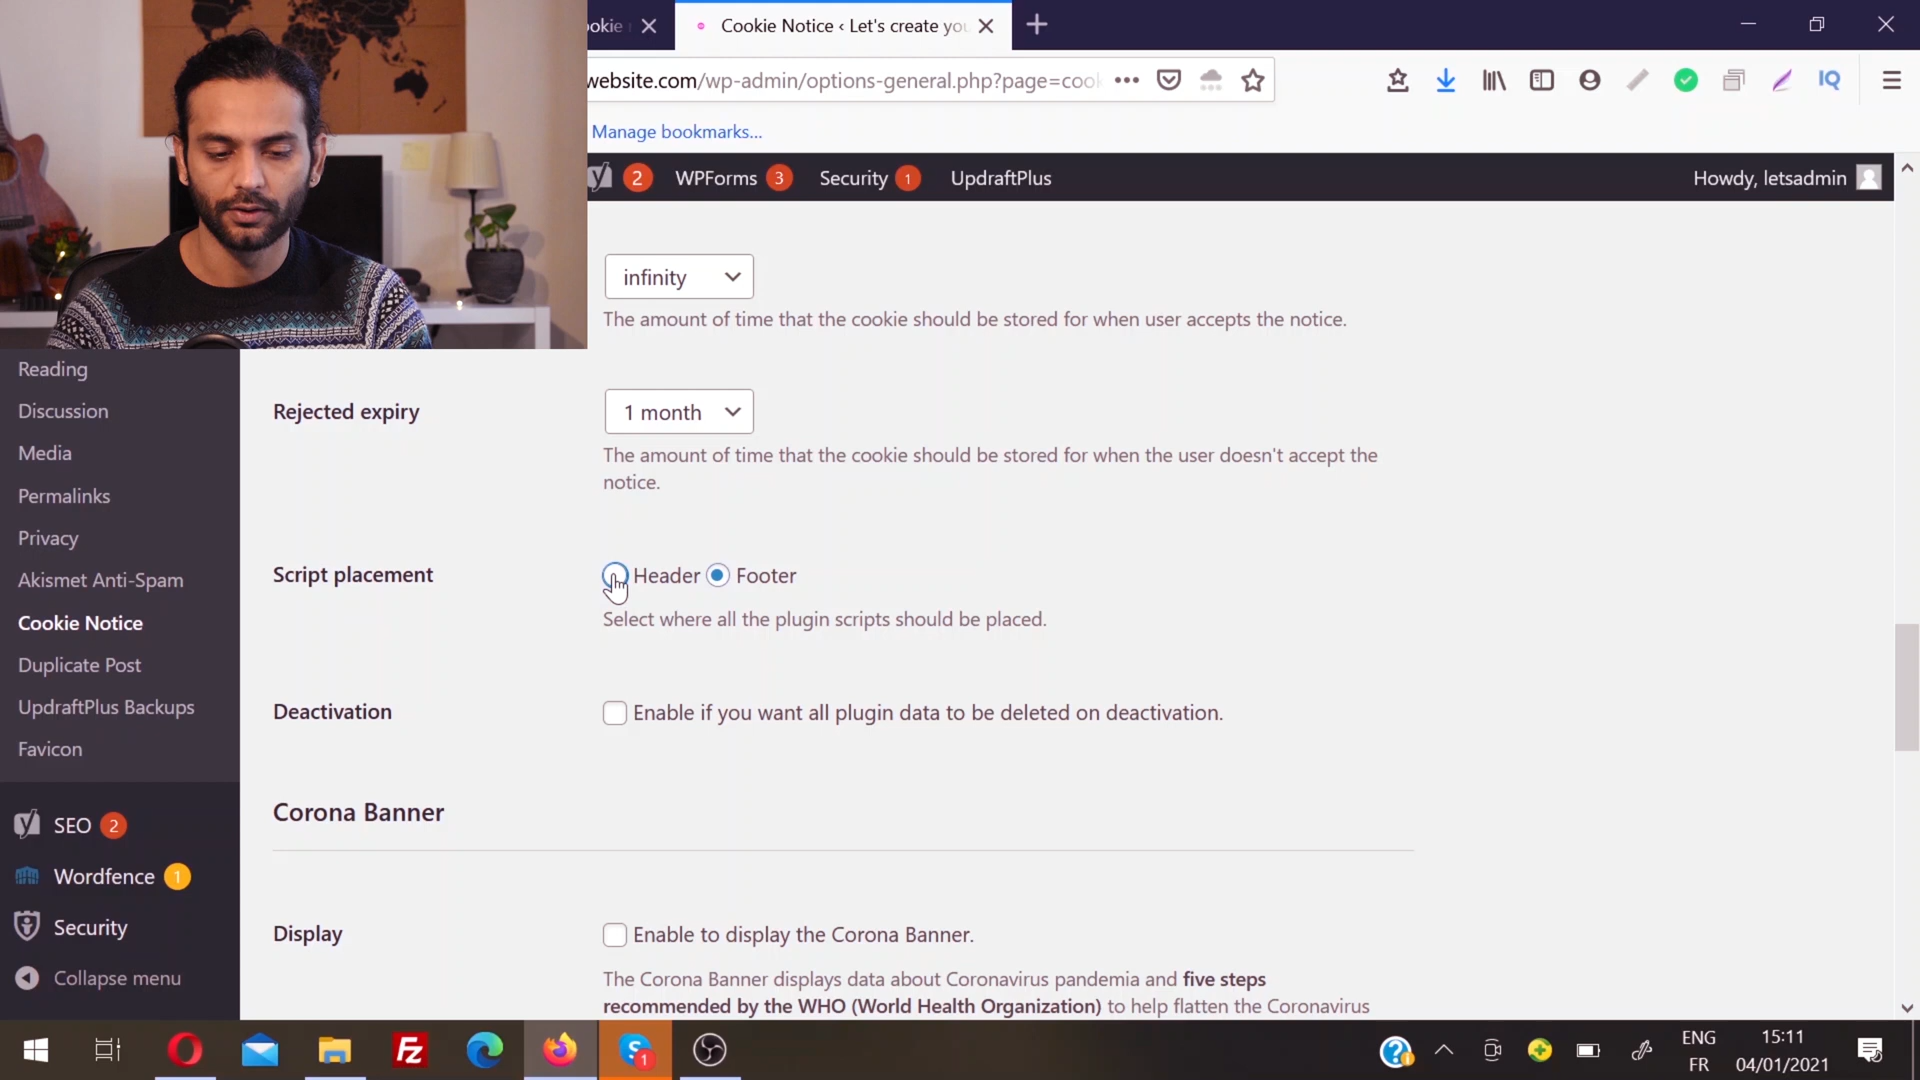 ookie
Cookie Notice ‹ Let's create yo
website.com/wp-admin/options-general.php?page=cook
IQ
Manage bookmarks...
2
WPForms 3
Security 1
UpdraftPlus
Howdy, letsadmin
infinity
The amount of time that the cookie should be stored for when user accepts the notice.
Reading
Discussion
Media
Permalinks
Privacy
Akismet Anti-Spam
Cookie Notice
Duplicate Post
UpdraftPlus Backups
Favicon
SEO 2
Wordfence 1
Security
Collapse menu
Rejected expiry
1 month
The amount of time that the cookie should be stored for when the user doesn't accept the
notice.
Script placement
Header Footer
Select where all the plugin scripts should be placed.
Deactivation
Enable if you want all plugin data to be deleted on deactivation.
Corona Banner
Display
Enable to display the Corona Banner.
The Corona Banner displays data about Coronavirus pandemia and five steps
recommended by the WHO (World Health Organization) to help flatten the Coronavirus
Fz
S 1
ENG
FR
15:11
04/01/2021